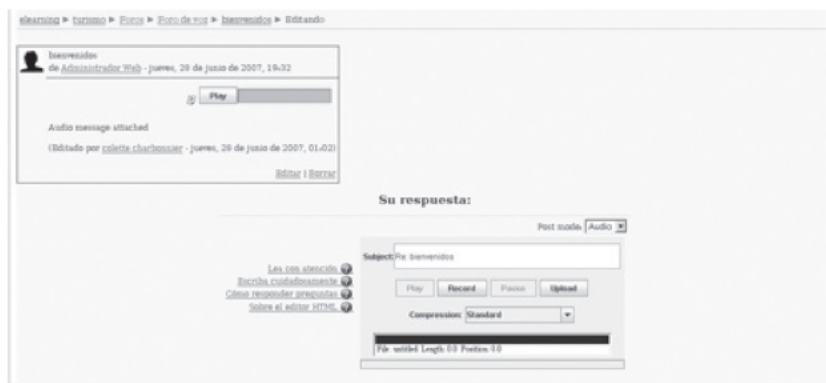 elearning ► turismo ► Foros ► Foro de voz ► bienvenidos ► Editando
bienvenidos
de Administrador Web - jueves, 28 de junio de 2007, 19:32
Play
Audio message attached
(Editado por colette charbonnier - jueves, 28 de junio de 2007, 01:02)
Editar | Borrar
Su respuesta:
Post mode: Audio
Subject: Re: bienvenidos
Lea con atención
Escriba cuidadosamente
Cómo responder preguntas
Sobre el editor HTML
Play Record Pause Upload
Compression: Standard
File: untitled Length: 0.0 Position: 0.0